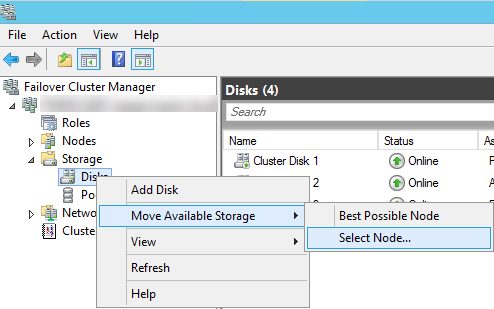 File Action View Help
Failover Cluster Manager
Roles
Nodes
Storage
Disks
Po
Netwo
Cluste
Disks (4)
Search
Name Status As
Cluster Disk 1 Online
2 Online
Online
Online
Add Disk
Move Available Storage
View
Refresh
Help
Best Possible Node
Select Node...